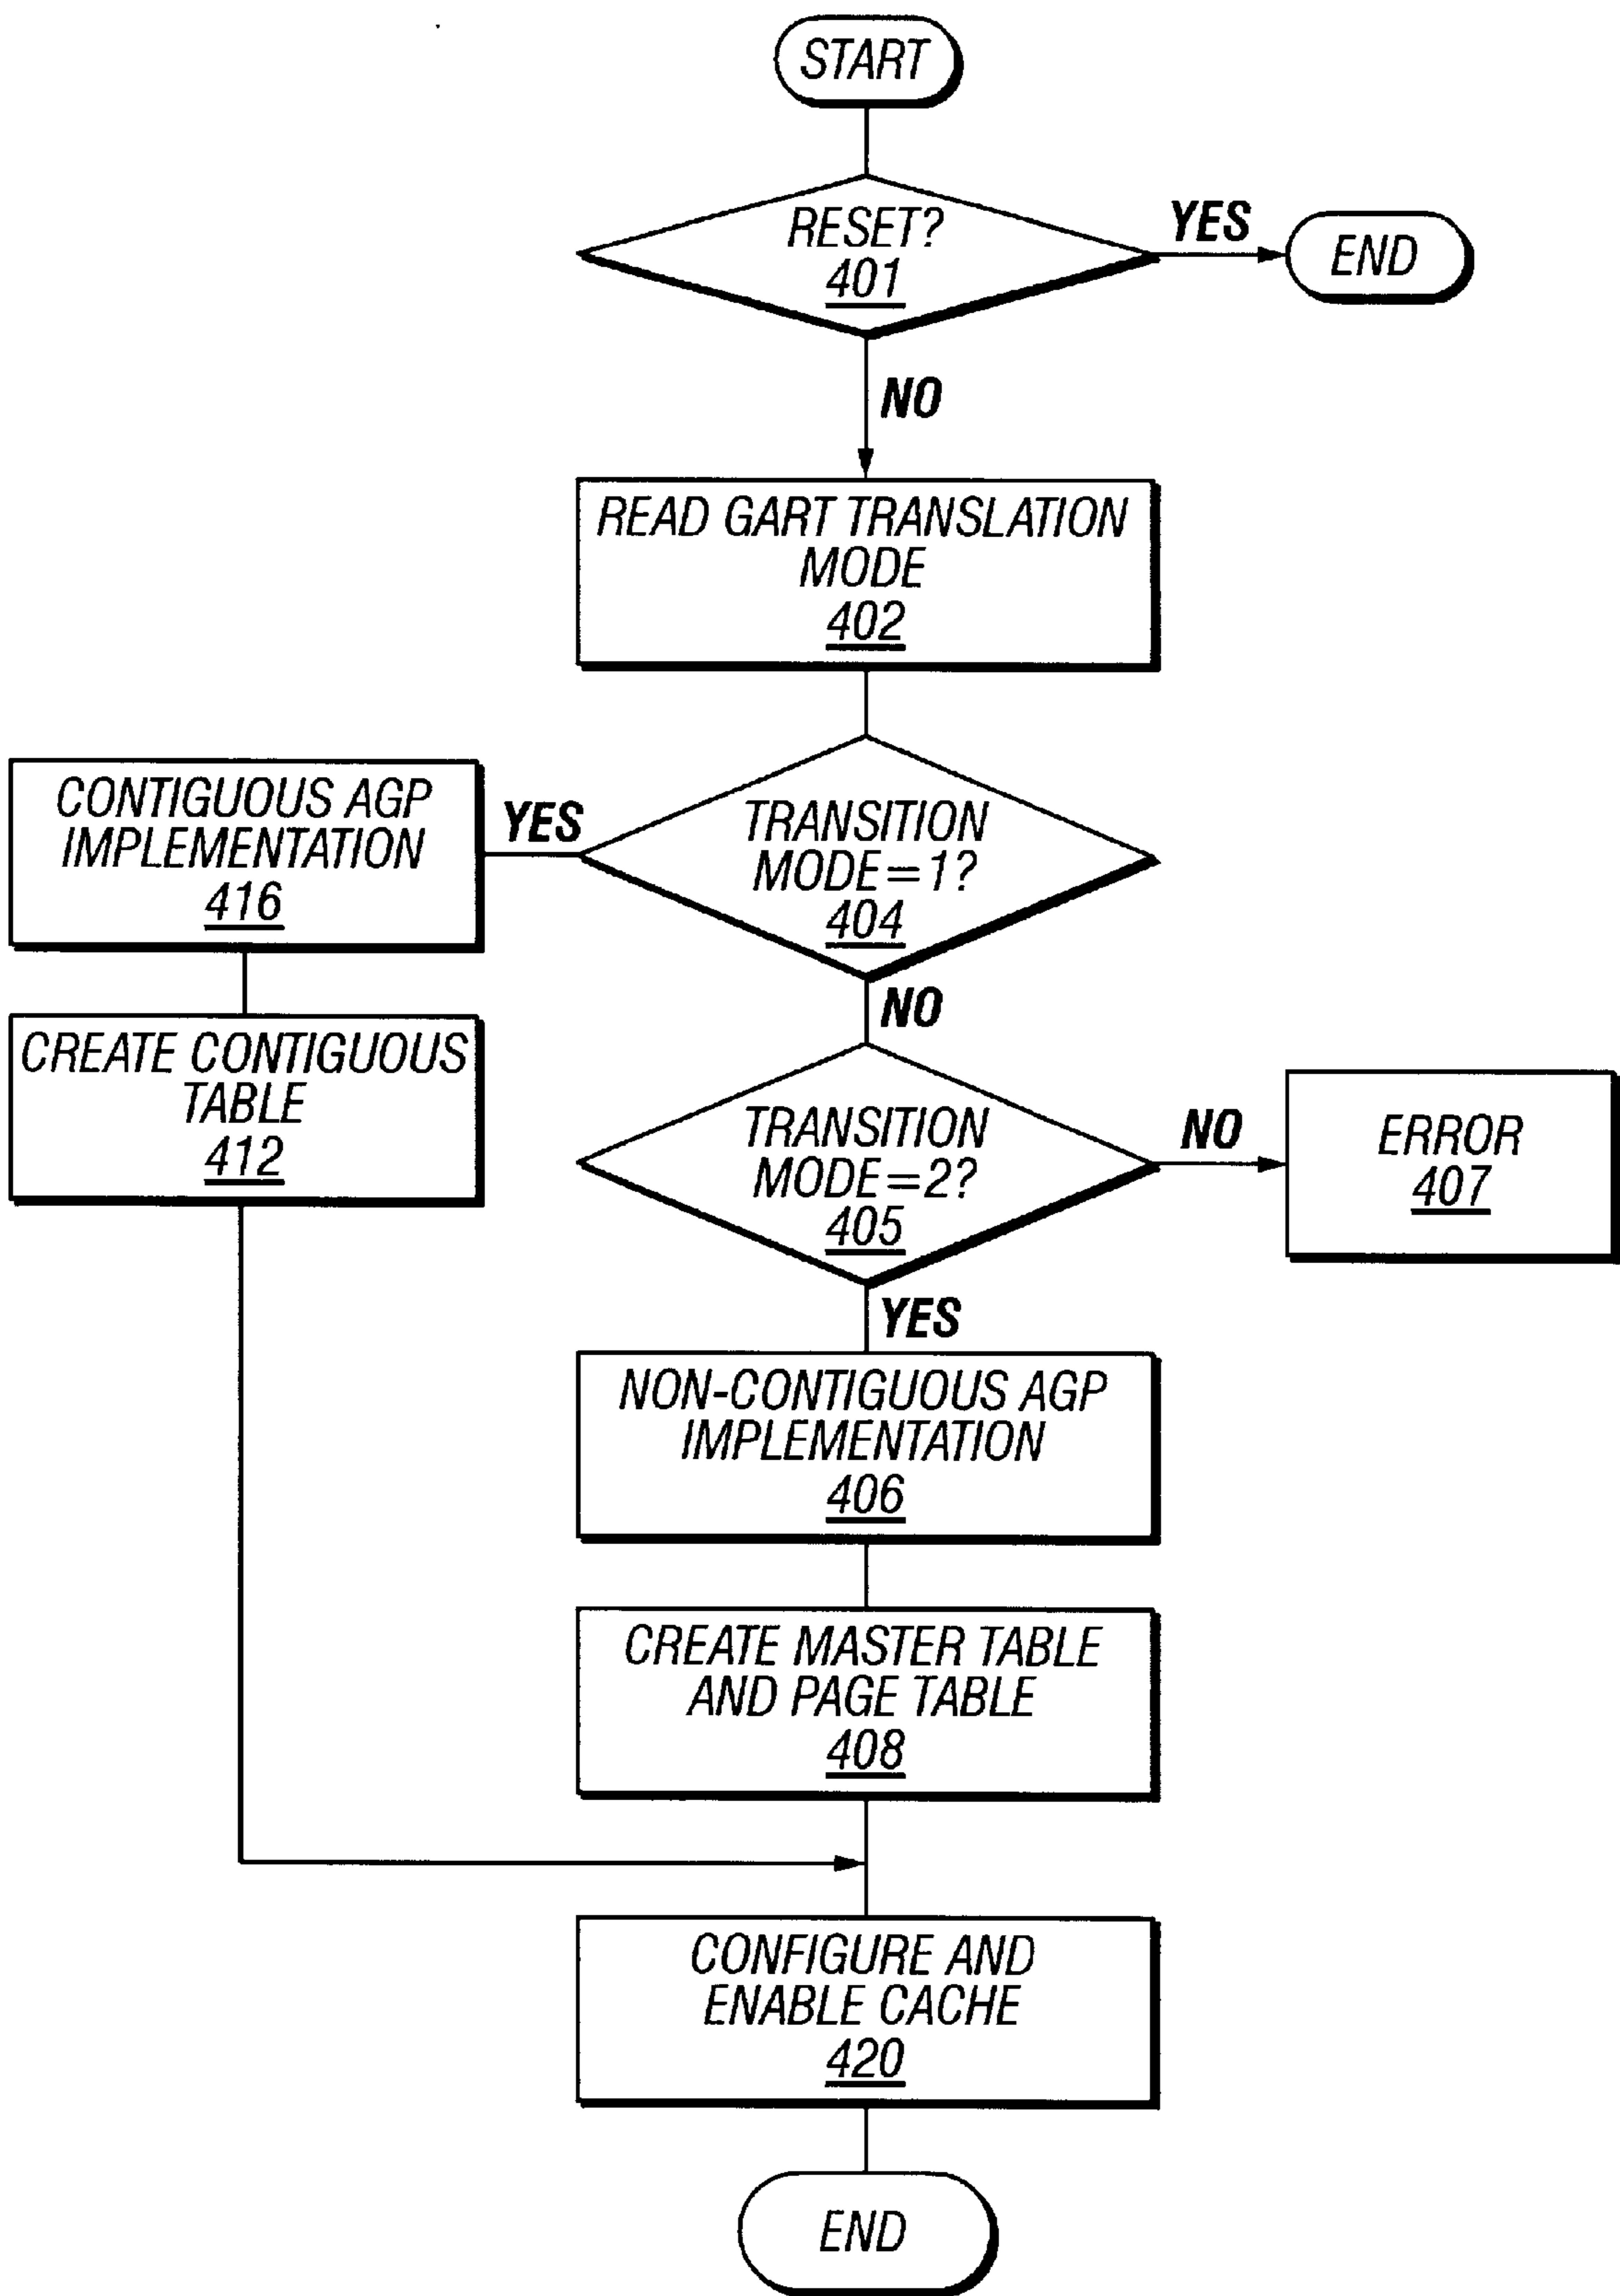 START
RESET?
401
YES
END
NO
READ GART TRANSLATION
MODE
402
CONTIGUOUS AGP
IMPLEMENTATION
416
YES
TRANSITION
MODE=1?
404
NO
CREATE CONTIGUOUS
TABLE
412
TRANSITION
MODE=2?
405
NO
ERROR
407
YES
NON-CONTIGUOUS AGP
IMPLEMENTATION
406
CREATE MASTER TABLE
AND PAGE TABLE
408
CONFIGURE AND
ENABLE CACHE
420
END